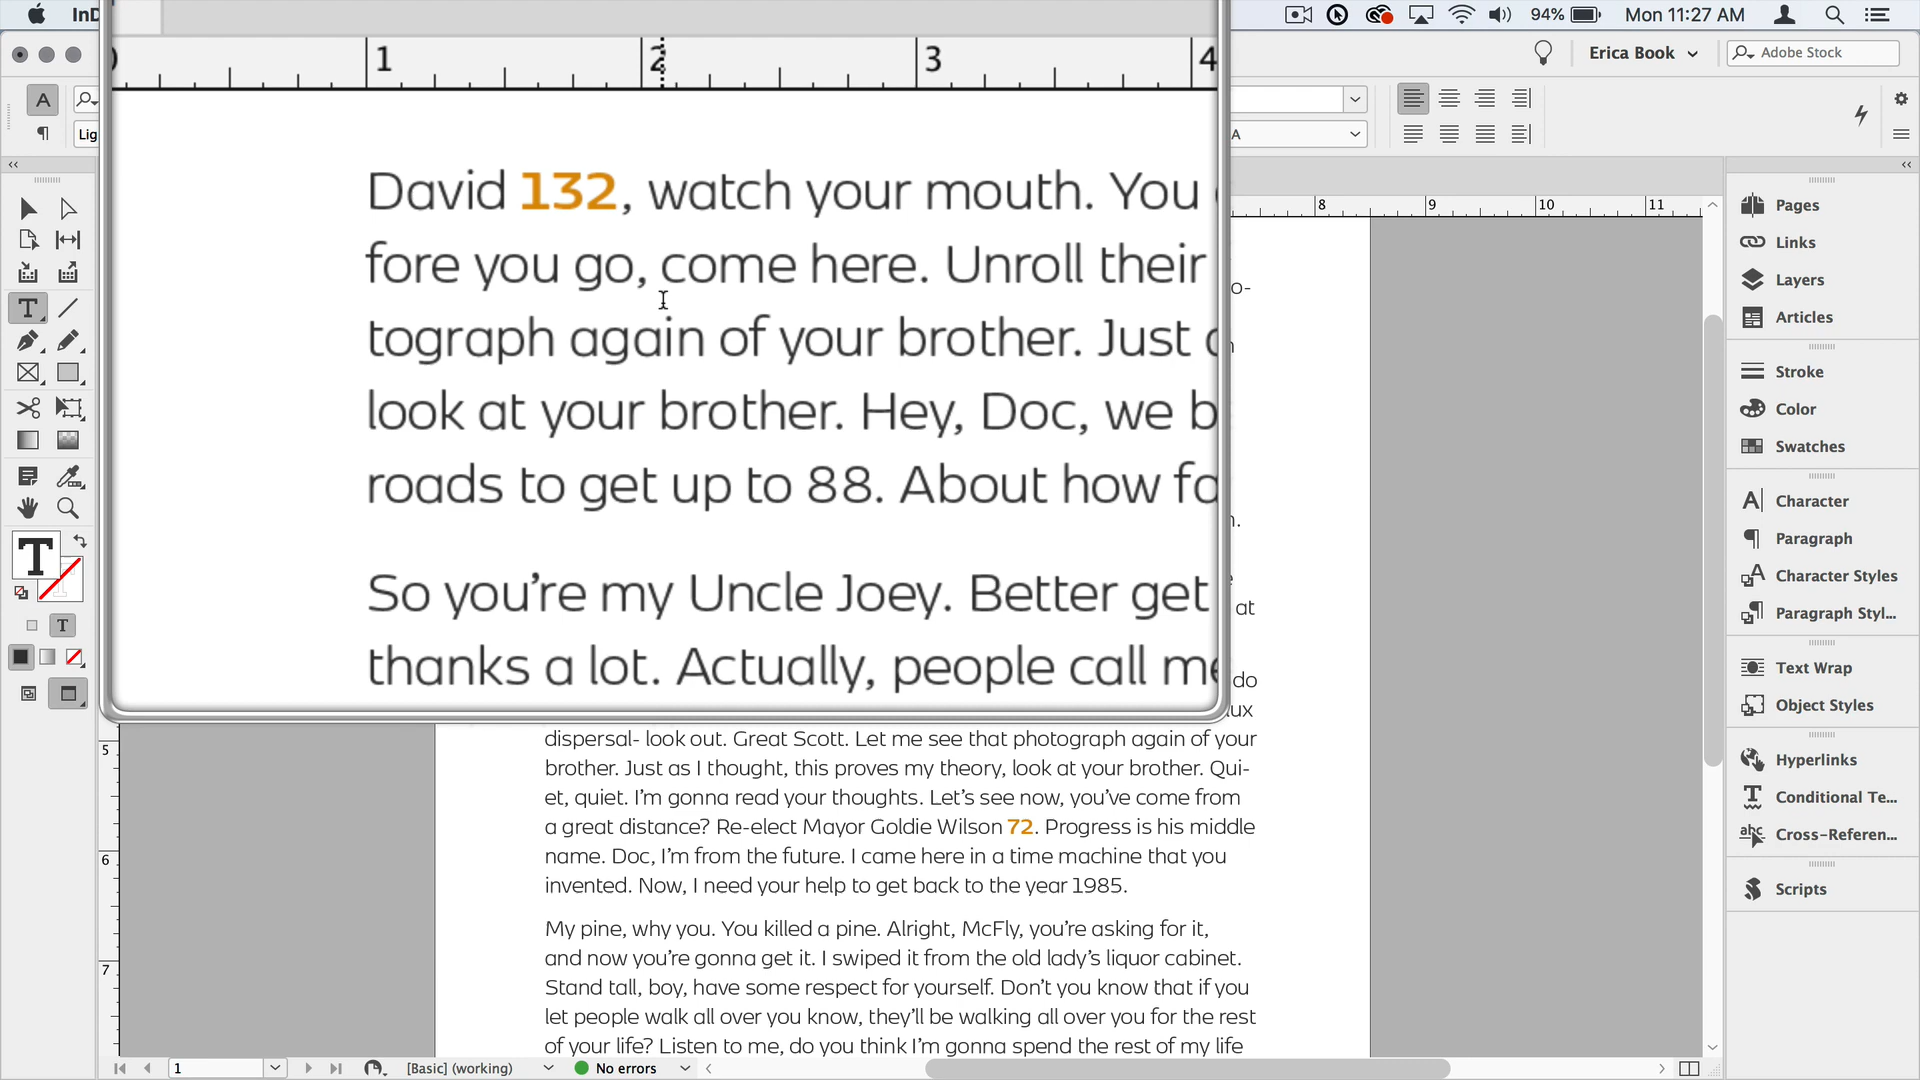 InD
94%
Mon 11:27 AM
Erica Book
Adobe Stock
A
Lig
A
1
2
3
4
8
9
10
11
David 132, watch your mouth. You
fore you go, come here. Unroll their
tograph again of your brother. Just
look at your brother. Hey, Doc, we b
roads to get up to 88. About how fa
So you’re my Uncle Joey. Better get
thanks a lot. Actually, people call me
o-
n.
at
do
lux
dispersal- look out. Great Scott. Let me see that photograph again of your
brother. Just as I thought, this proves my theory, look at your brother. Qui-
et, quiet. I’m gonna read your thoughts. Let’s see now, you’ve come from
a great distance? Re-elect Mayor Goldie Wilson 72. Progress is his middle
name. Doc, I’m from the future. I came here in a time machine that you
invented. Now, I need your help to get back to the year 1985.
My pine, why you. You killed a pine. Alright, McFly, you’re asking for it,
and now you’re gonna get it. I swiped it from the old lady’s liquor cabinet.
Stand tall, boy, have some respect for yourself. Don’t you know that if you
let people walk all over you know, they’ll be walking all over you for the rest
of your life? Listen to me, do you think I’m gonna spend the rest of my life
5
6
7
Pages
Links
Layers
Articles
Stroke
Color
Swatches
Character
Paragraph
Character Styles
Paragraph Styl...
Text Wrap
Object Styles
Hyperlinks
Conditional Te...
Cross-Referen...
Scripts
1
[Basic] (working)
No errors